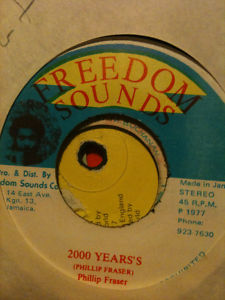 FREEDOM
SOUNDS
Pro. & Dist. By
dom Sounds Co
14 East Ave.
Kgn. 13,
Jamaica.
Made in Jam
STEREO
45 R.P.M.
P 1977
Phone:
923-7630
England
2000 YEARS'S
(PHILLIP FRASER)
Phillip Fraser